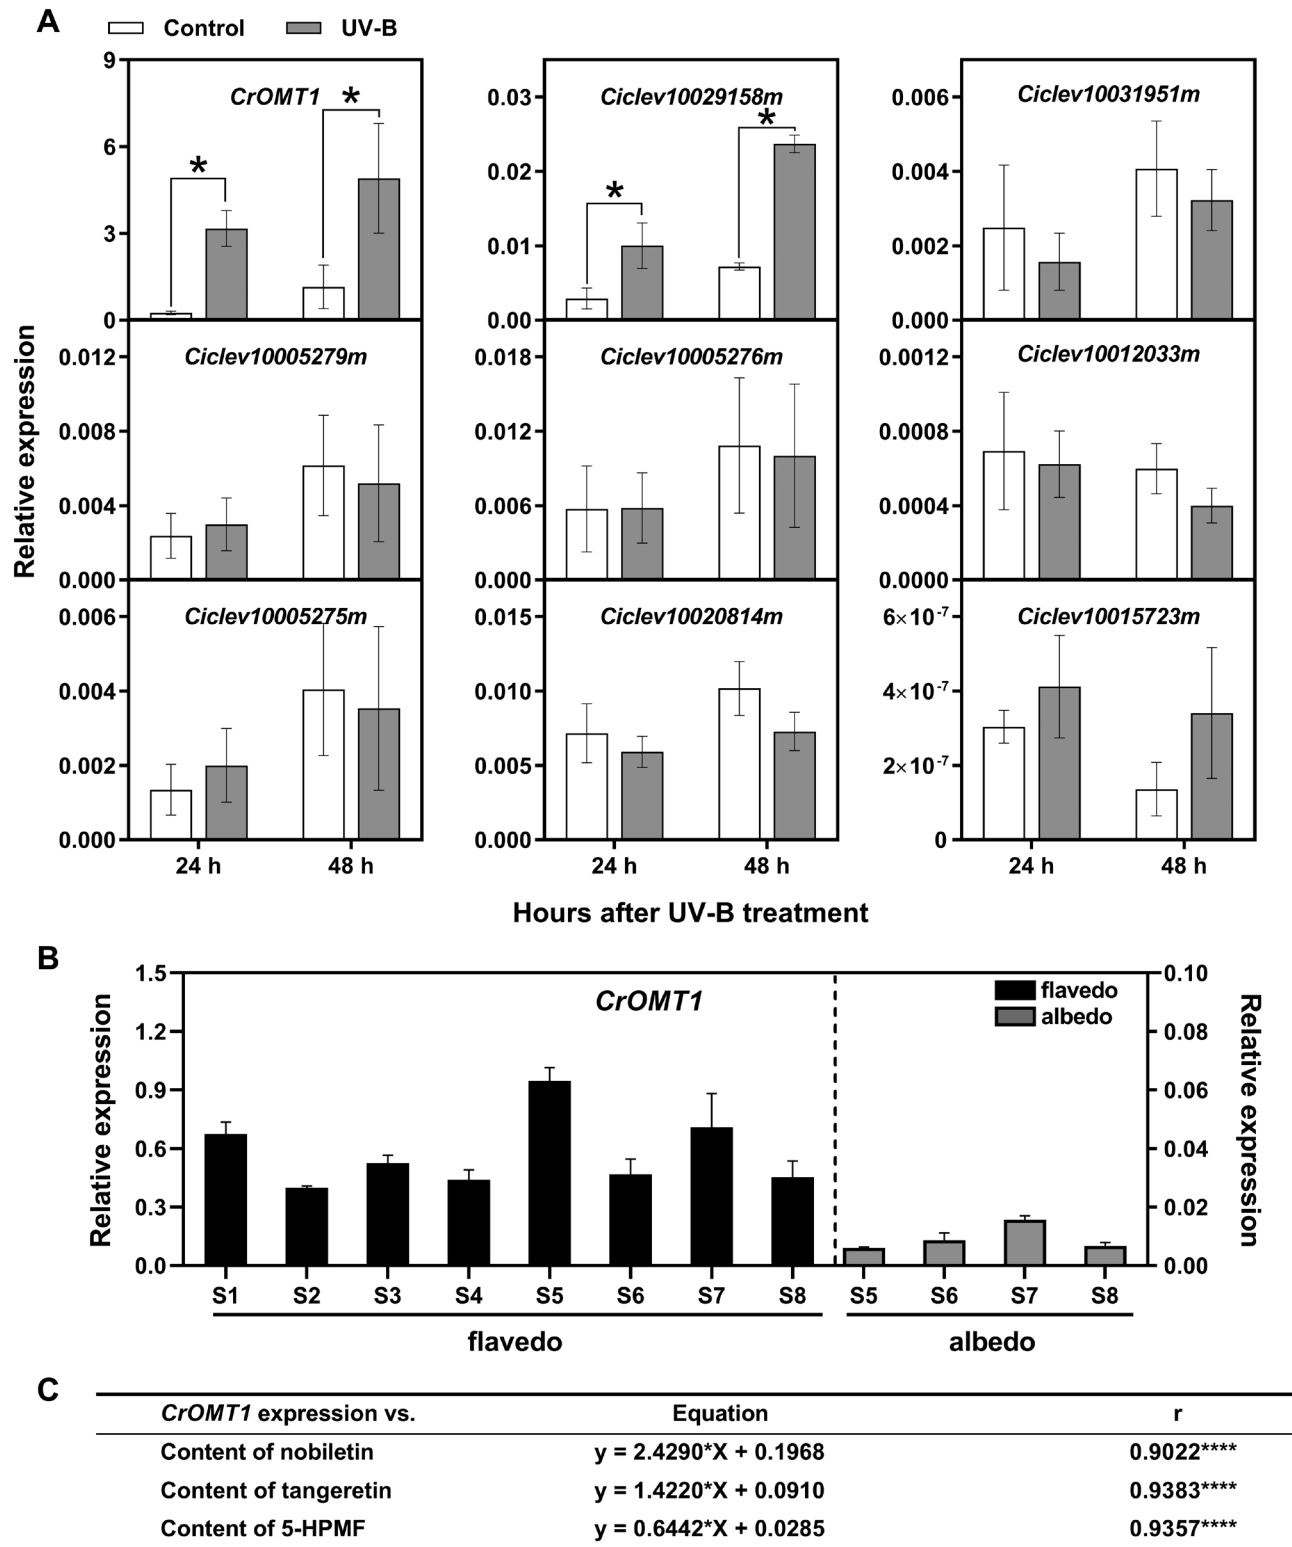 A
Control UV-B
Relative expression
9
6
3
0
CrOMT1
*
*
0.03
0.02
0.01
0.00
Ciclev10029158m
*
*
0.006
0.004
0.002
0.000
Ciclev10031951m
0.012
0.008
0.004
0.000
Ciclev10005279m
0.018
0.012
0.006
0.000
Ciclev10005276m
0.0012
0.0008
0.0004
0.0000
Ciclev10012033m
0.006
0.004
0.002
0.000
Ciclev10005275m
0.015
0.010
0.005
0.000
Ciclev10020814m
6×10⁻⁷
4×10⁻⁷
2×10⁻⁷
0
Ciclev10015723m
24 h 48 h 24 h 48 h 24 h 48 h
Hours after UV-B treatment
B
Relative expression
1.5
1.2
0.9
0.6
0.3
0.0
CrOMT1
flavedo
albedo
0.10
0.08
0.06
0.04
0.02
0.00
Relative expression
S1 S2 S3 S4 S5 S6 S7 S8 S5 S6 S7 S8
flavedo albedo
C
CrOMT1 expression vs. Equation r
Content of nobiletin y = 2.4290*X + 0.1968 0.9022****
Content of tangeretin y = 1.4220*X + 0.0910 0.9383****
Content of 5-HPMF y = 0.6442*X + 0.0285 0.9357****